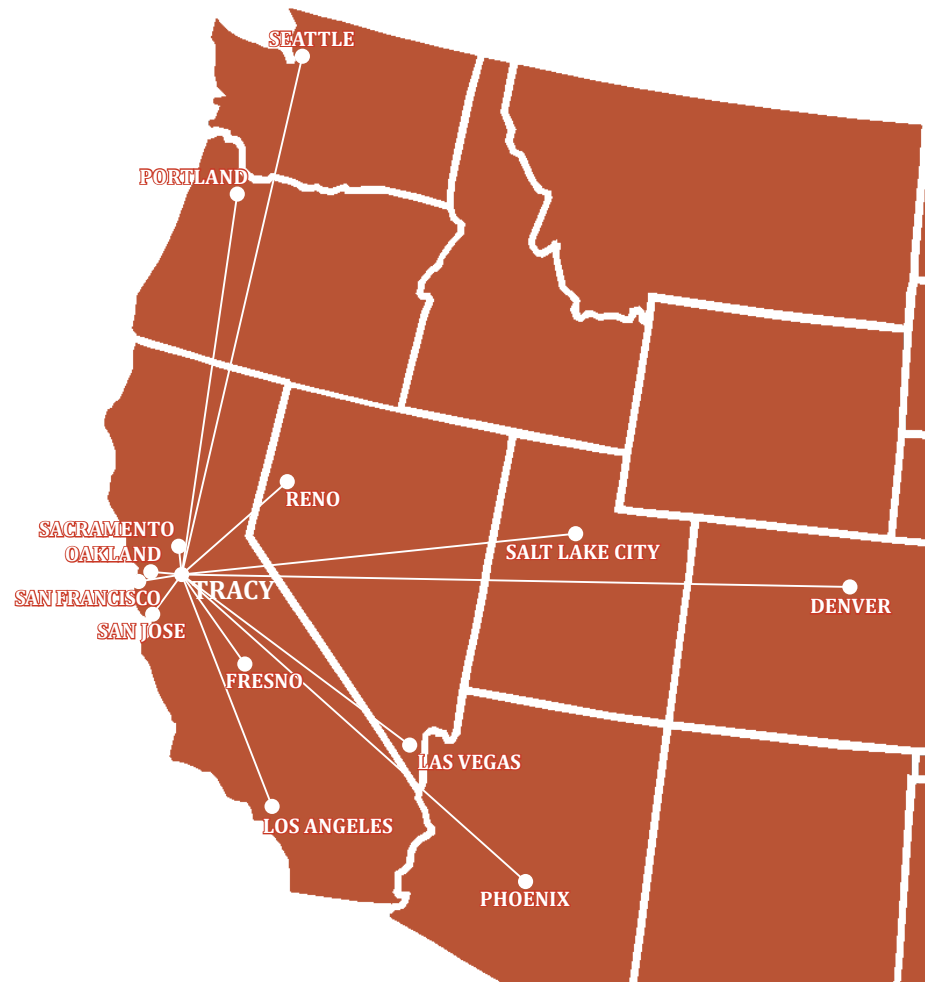 SEATTLE
PORTLAND
RENO
SACRAMENTO
OAKLAND
SALT LAKE CITY
TRACY
SAN FRANCISCO
DENVER
SAN JOSE
FRESNO
LAS VEGAS
LOS ANGELES
PHOENIX